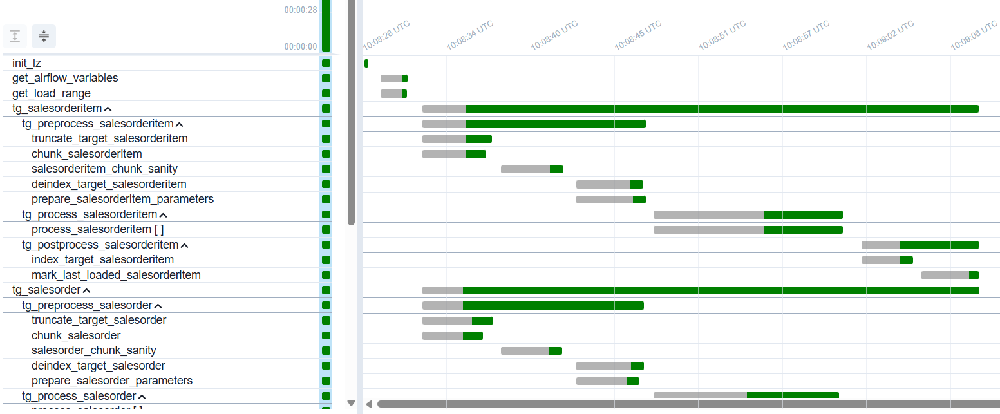 00:00:28
00:00:00
10:08:28 UTC
10:08:34 UTC
10:08:40 UTC
10:08:45 UTC
10:08:51 UTC
10:08:57 UTC
10:09:02 UTC
10:09:08 UTC
init_lz
get_airflow_variables
get_load_range
tg_salesorderitem
tg_preprocess_salesorderitem
truncate_target_salesorderitem
chunk_salesorderitem
salesorderitem_chunk_sanity
deindex_target_salesorderitem
prepare_salesorderitem_parameters
tg_process_salesorderitem
process_salesorderitem [ ]
tg_postprocess_salesorderitem
index_target_salesorderitem
mark_last_loaded_salesorderitem
tg_salesorder
tg_preprocess_salesorder
truncate_target_salesorder
chunk_salesorder
salesorder_chunk_sanity
deindex_target_salesorder
prepare_salesorder_parameters
tg_process_salesorder
process_salesorder [ ]